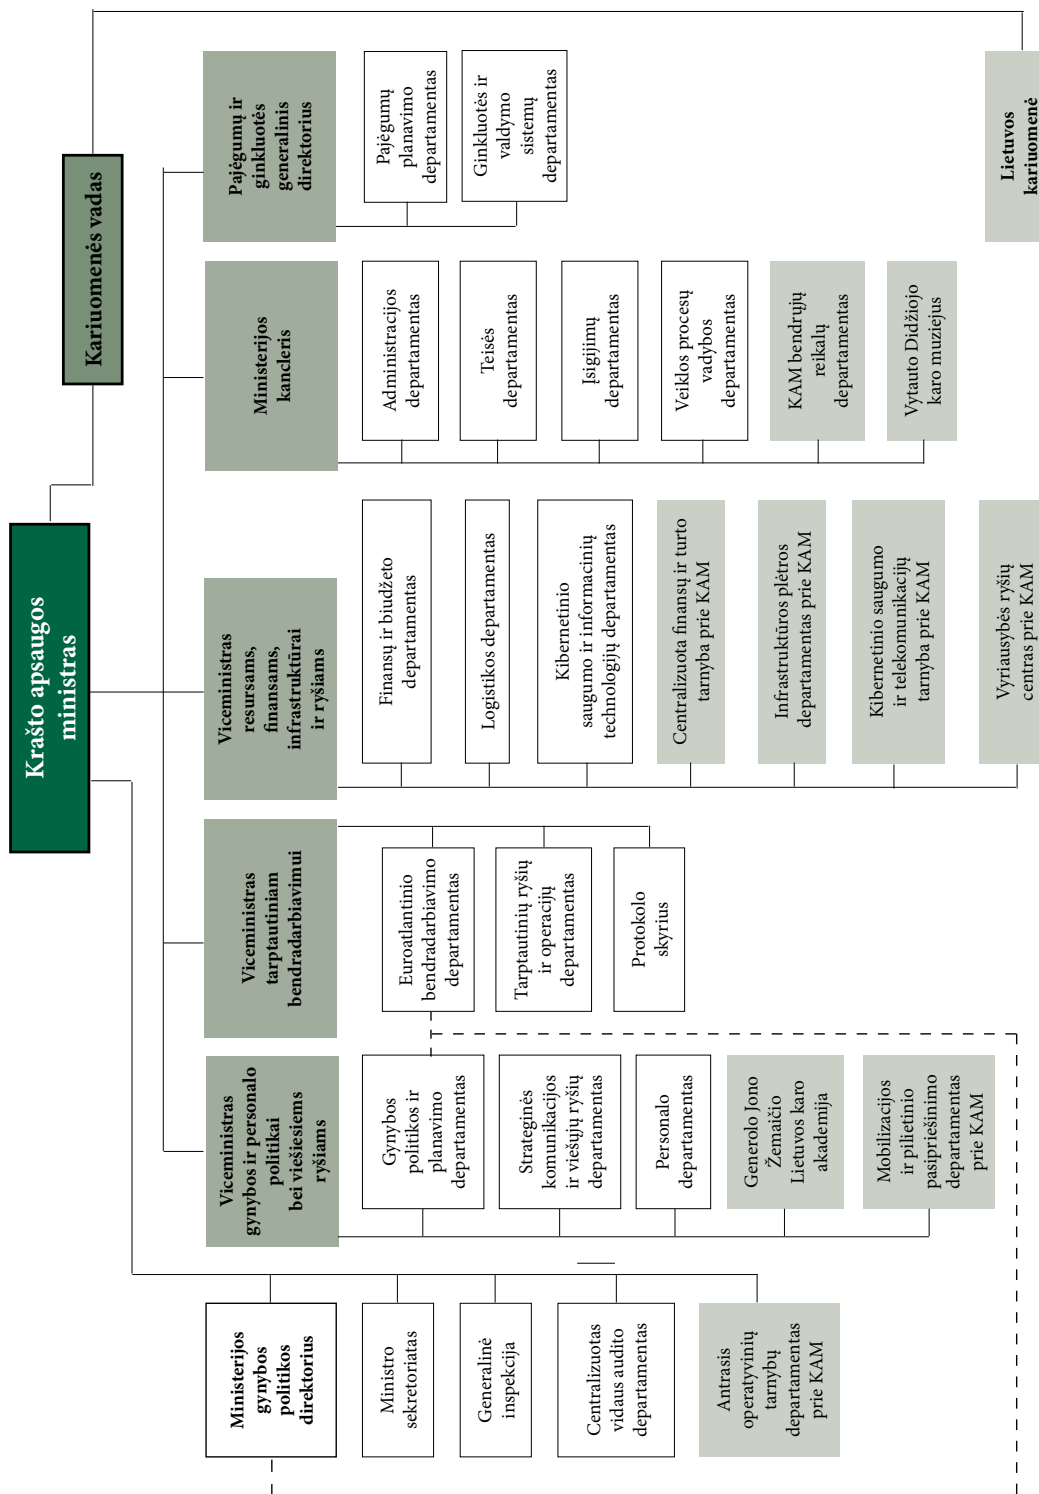 Krašto apsaugos
ministras
Kariuomenės vadas
Ministerijos
gynybos
politikos
direktorius
Ministro
sekretoriatas
Generalinė
inspekcija
Centralizuotas
vidaus audito
departamentas
Antrasis
operatyvinių
tarnybų
departamentas
prie KAM
Viceministras
gynybos ir personalo
politikai
bei viešiesiems
ryšiams
Gynybos
politikos ir
planavimo
departamentas
Strateginės
komunikacijos
ir viešųjų ryšių
departamentas
Personalo
departamentas
Generolo Jono
Žemaičio
Lietuvos karo
akademija
Mobilizacijos
ir pilietinio
pasipriešinimo
departamentas
prie KAM
Viceministras
tarptautiniam
bendradarbiavimui
Euroatlantinio
bendradarbiavimo
departamentas
Tarptautinių ryšių
ir operacijų
departamentas
Protokolo
skyrius
Viceministras
resursams,
finansams,
infrastruktūrai
ir ryšiams
Finansų ir biudžeto
departamentas
Logistikos departamentas
Kibernetinio
saugumo ir informacinių
technologijų departamentas
Centralizuota finansų ir turto
tarnyba prie KAM
Infrastruktūros plėtros
departamentas prie KAM
Kibernetinio saugumo
ir telekomunikacijų
tarnyba prie KAM
Vyriausybės ryšių
centras prie KAM
Ministerijos
kancleris
Administracijos
departamentas
Teisės
departamentas
Įsigijimų
departamentas
Veiklos procesų
vadybos
departamentas
KAM bendrųjų
reikalų
departamentas
Vytauto Didžiojo
karo muziejus
Pajėgumų ir
ginkluotės
generalinis
direktorius
Pajėgumų
planavimo
departamentas
Ginkluotės ir
valdymo
sistemų
departamentas
Lietuvos
kariuomenė